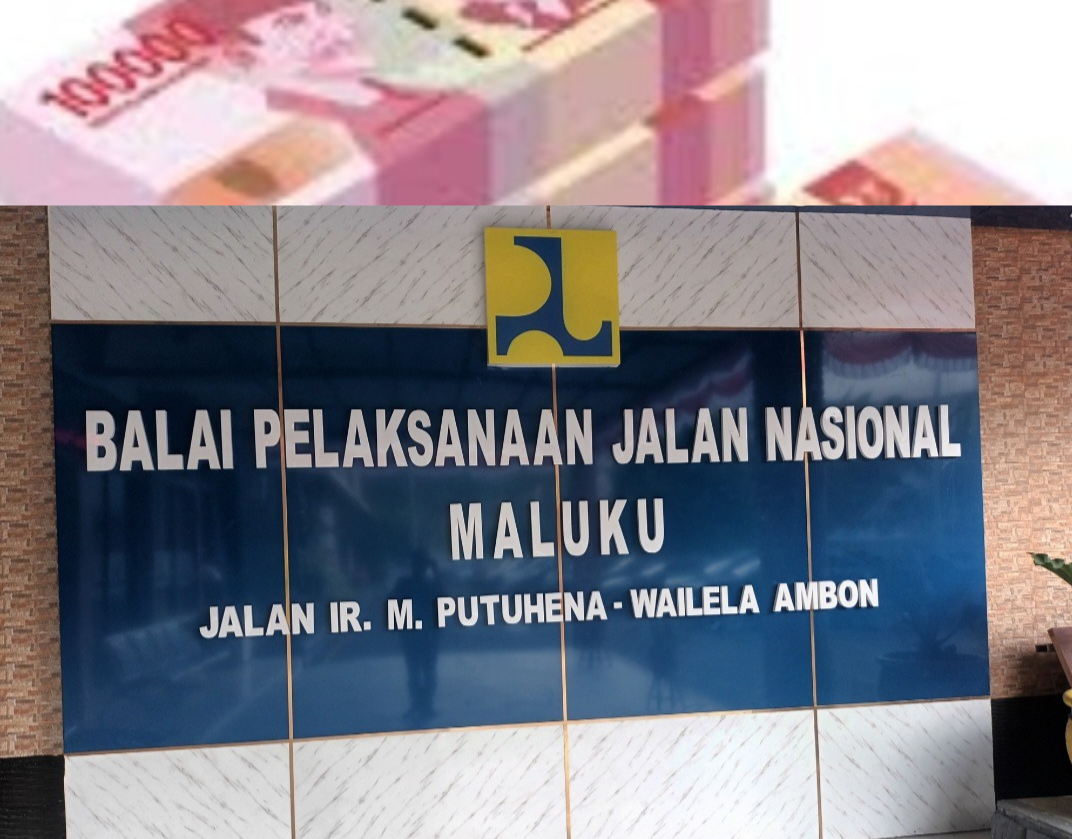 100000
BALAI PELAKSANAAN JALAN NASIONAL
MALUKU
JALAN IR. M. PUTUHENA - WAILELA AMBON